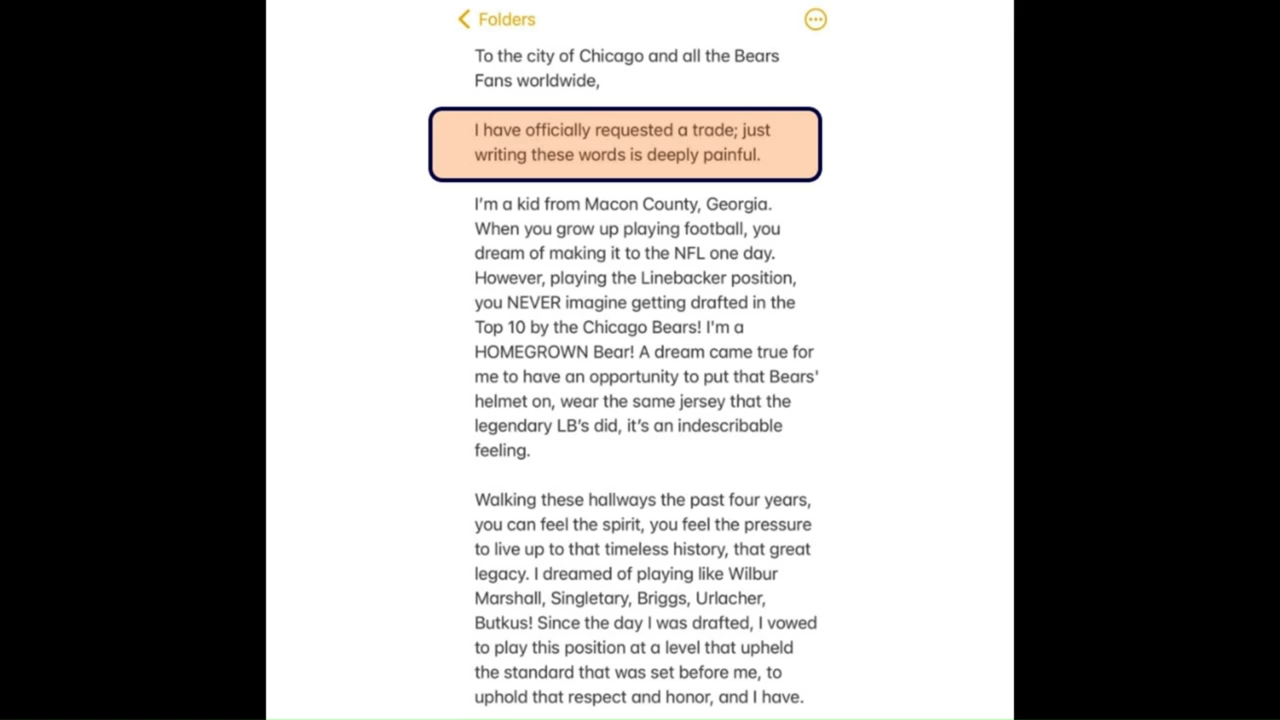 Folders
To the city of Chicago and all the Bears
Fans worldwide,
I have officially requested a trade; just
writing these words is deeply painful.
I'm a kid from Macon County, Georgia.
When you grow up playing football, you
dream of making it to the NFL one day.
However, playing the Linebacker position,
you NEVER imagine getting drafted in the
Top 10 by the Chicago Bears! I'm a
HOMEGROWN Bear! A dream came true for
me to have an opportunity to put that Bears'
helmet on, wear the same jersey that the
legendary LB's did, it's an indescribable
feeling.
Walking these hallways the past four years,
you can feel the spirit, you feel the pressure
to live up to that timeless history, that great
legacy. I dreamed of playing like Wilbur
Marshall, Singletary, Briggs, Urlacher,
Butkus! Since the day I was drafted, I vowed
to play this position at a level that upheld
the standard that was set before me, to
uphold that respect and honor, and I have.